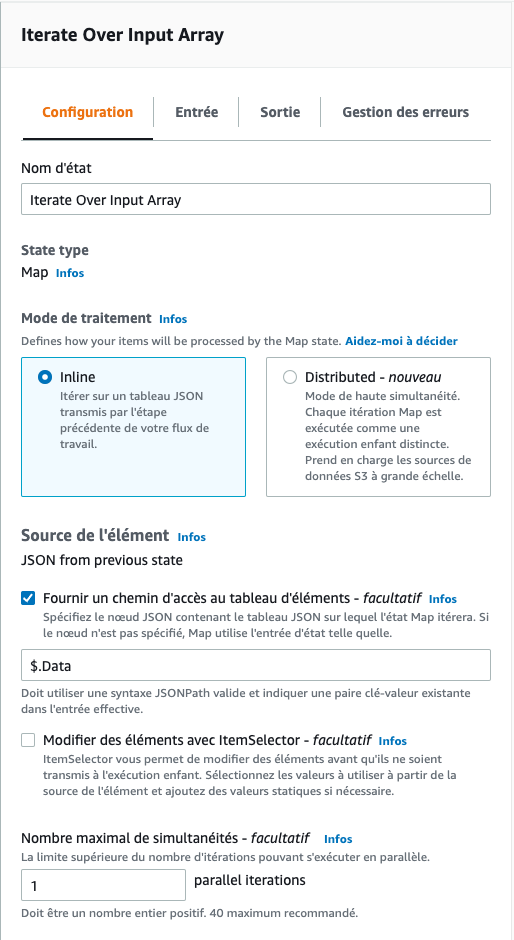 Iterate Over Input Array
Configuration
Entrée
Sortie
Gestion des erreurs
Nom d'état
Iterate Over Input Array
State type
Map Infos
Mode de traitement Infos
Defines how your items will be processed by the Map state. Aidez-moi à décider
Inline
Itérer sur un tableau JSON
transmis par l'étape
précédente de votre flux de
travail.
Distributed - nouveau
Mode de haute simultanéité.
Chaque itération Map est
exécutée comme une
exécution enfant distincte.
Prend en charge les sources de
données S3 à grande échelle.
Source de l'élément Infos
JSON from previous state
Fournir un chemin d'accès au tableau d'éléments - facultatif Infos
Spécifiez le nœud JSON contenant le tableau JSON sur lequel l'état Map itérera. Si
le nœud n'est pas spécifié, Map utilise l'entrée d'état telle quelle.
$.Data
Doit utiliser une syntaxe JSONPath valide et indiquer une paire clé-valeur existante
dans l'entrée effective.
Modifier des éléments avec ItemSelector - facultatif Infos
ItemSelector vous permet de modifier des éléments avant qu'ils ne soient
transmis à l'exécution enfant. Sélectionnez les valeurs à utiliser à partir de la
source de l'élément et ajoutez des valeurs statiques si nécessaire.
Nombre maximal de simultanéités - facultatif Infos
La limite supérieure du nombre d'itérations pouvant s'exécuter en parallèle.
1 parallel iterations
Doit être un nombre entier positif. 40 maximum recommandé.